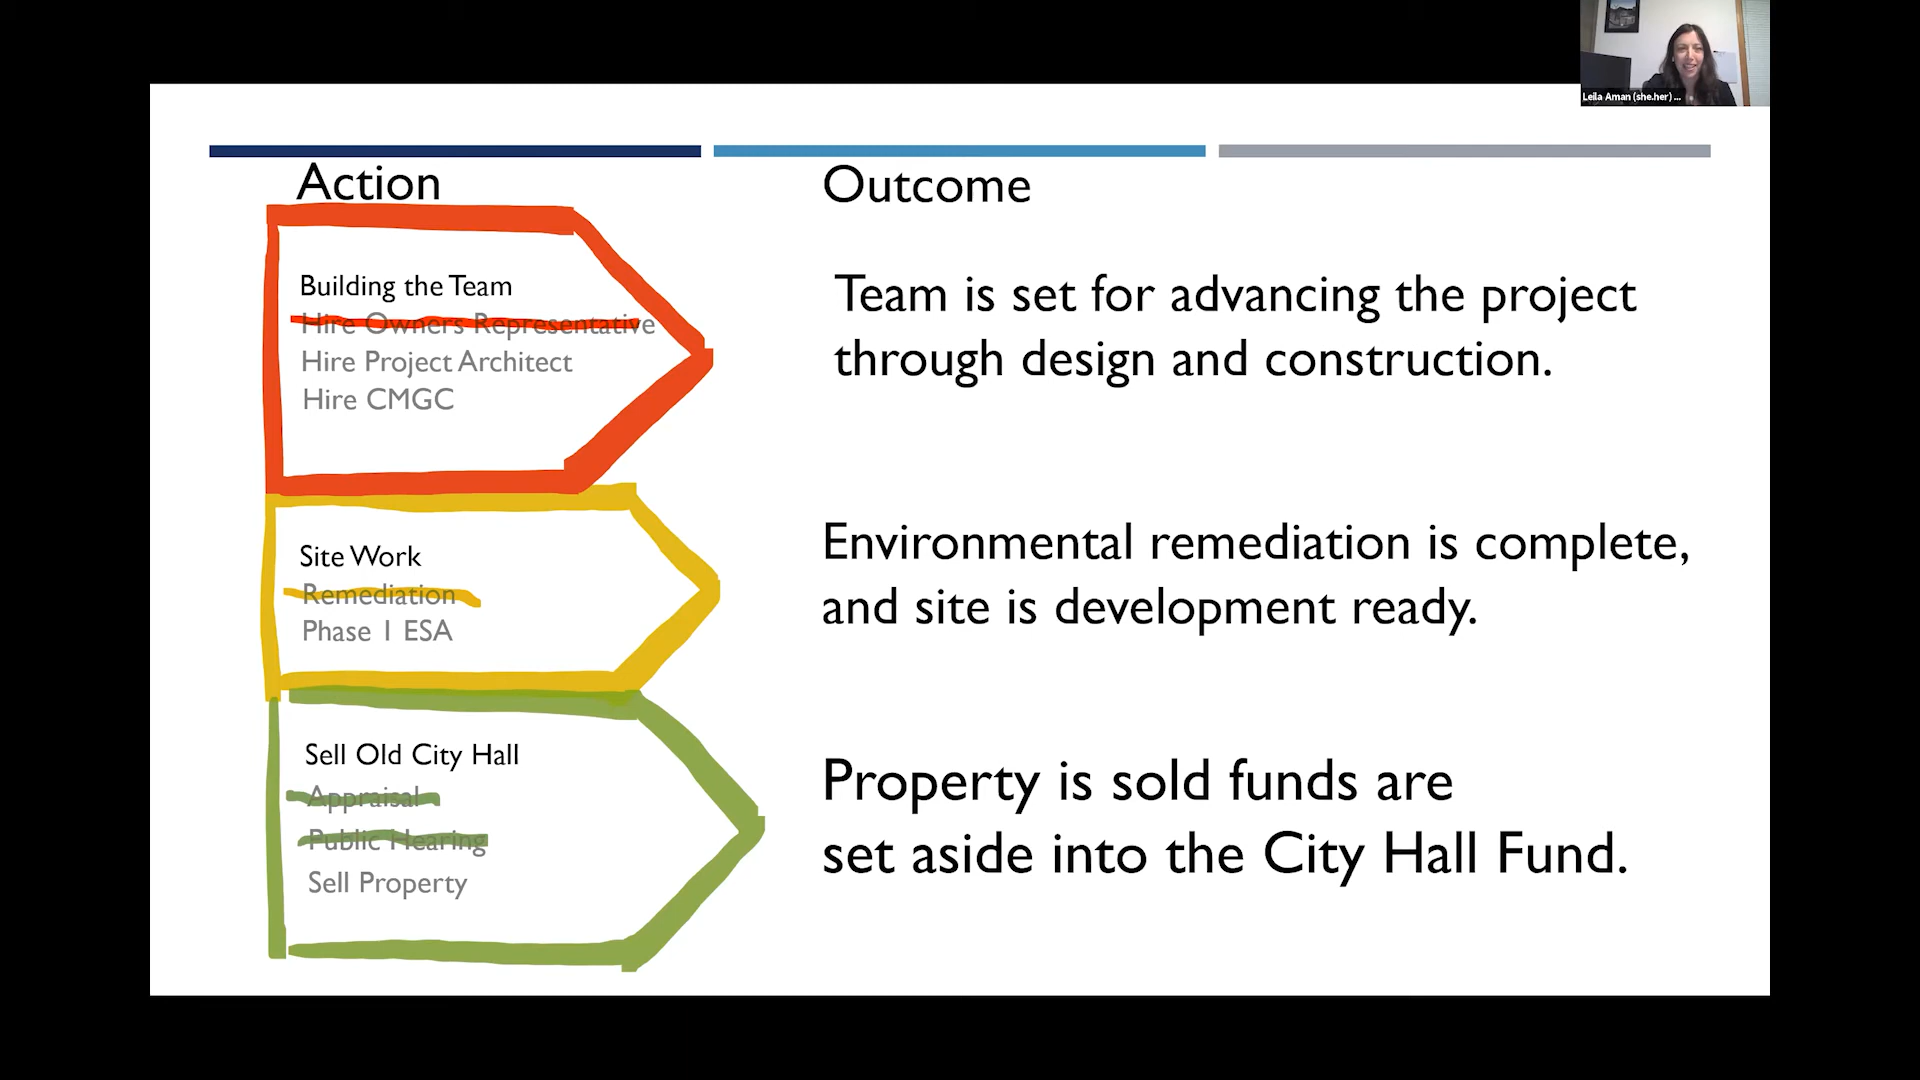 Leila Aman (she.her) ...
Action
Outcome
Building the Team
Hire Owners Representative
Hire Project Architect
Hire CMGC
Team is set for advancing the project
through design and construction.
Site Work
Remediation
Phase 1 ESA
Environmental remediation is complete,
and site is development ready.
Sell Old City Hall
Appraisal
Public Hearing
Sell Property
Property is sold funds are
set aside into the City Hall Fund.